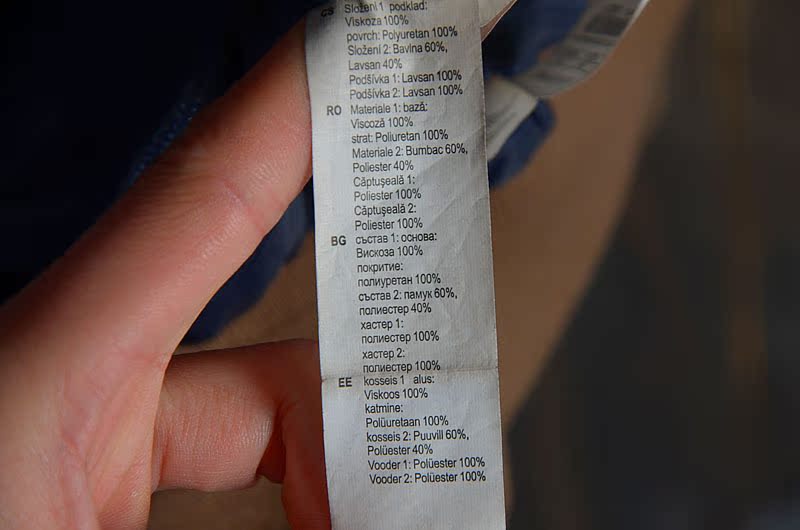 CS Složení 1 podklad:
Viskoza 100%
povrch: Polyuretan 100%
Složení 2: Bavlna 60%,
Lavsan 40%
Podšívka 1: Lavsan 100%
Podšívka 2: Lavsan 100%
RO Materiale 1: bază:
Viscoză 100%
strat: Poliuretan 100%
Materiale 2: Bumbac 60%,
Poliester 40%
Căptuşeală 1:
Poliester 100%
Căptuşeală 2:
Poliester 100%
BG състав 1: основа:
Вискоза 100%
покритие:
полиуретан 100%
състав 2: памук 60%,
полиестер 40%
хастер 1:
полиестер 100%
хастер 2:
полиестер 100%
EE kosseis 1 alus:
Viskoos 100%
katmine:
Polüuretaan 100%
kosseis 2: Puuvill 60%,
Polüester 40%
Vooder 1: Polüester 100%
Vooder 2: Polüester 100%